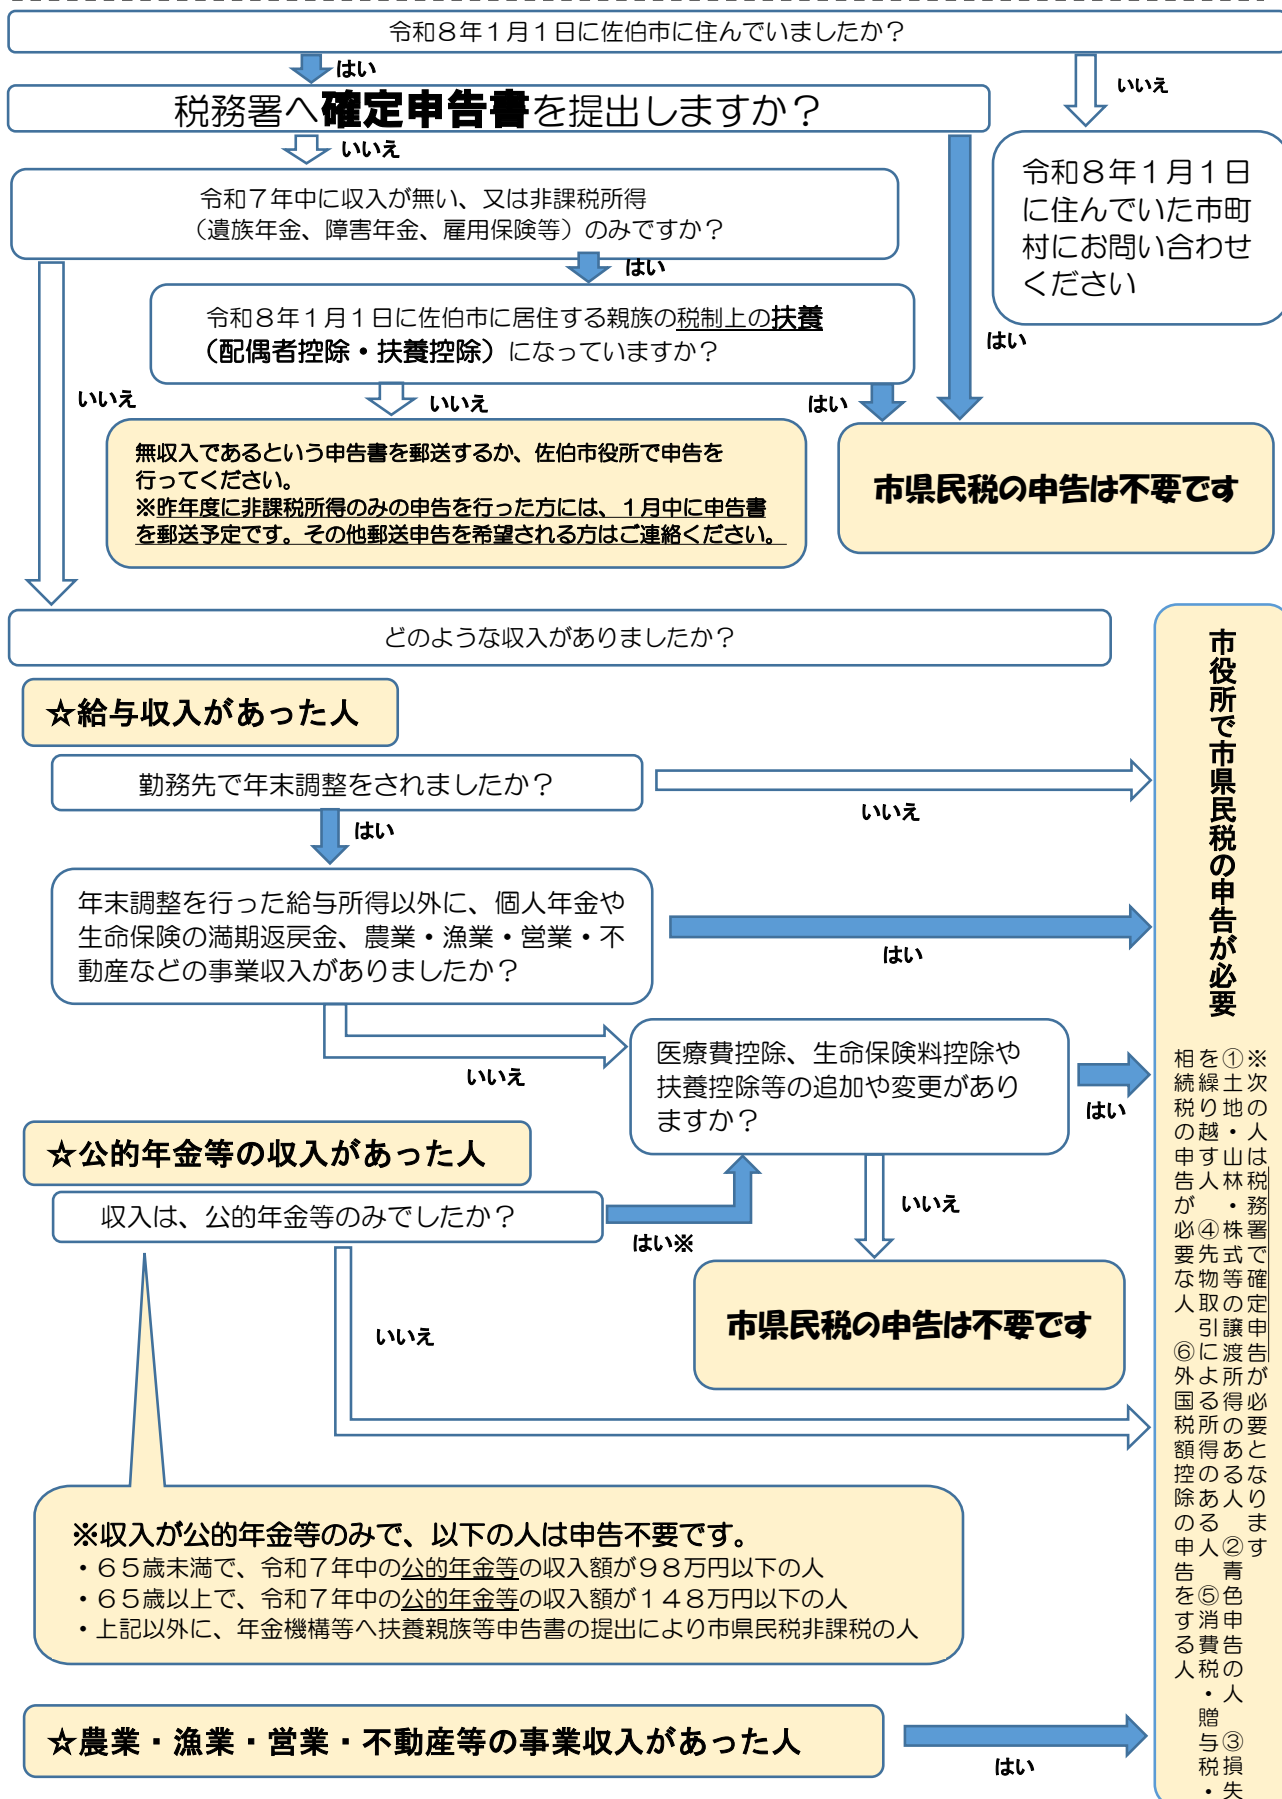 令和８年１月１日に佐伯市に住んでいましたか？
はい
いいえ
税務署へ確定申告書を提出しますか？
いいえ
はい
令和８年１月１日
に住んでいた市町
村にお問い合わせ
ください
令和７年中に収入が無い、又は非課税所得
（遺族年金、障害年金、雇用保険等）のみですか？
はい
いいえ
令和８年１月１日に佐伯市に居住する親族の税制上の扶養
（配偶者控除・扶養控除）になっていますか？
いいえ
はい
無収入であるという申告書を郵送するか、佐伯市役所で申告を
行ってください。
※昨年度に非課税所得のみの申告を行った方には、１月中に申告書
を郵送予定です。その他郵送申告を希望される方はご連絡ください。
市県民税の申告は不要です
どのような収入がありましたか？
☆給与収入があった人
勤務先で年末調整をされましたか？
いいえ
はい
年末調整を行った給与所得以外に、個人年金や
生命保険の満期返戻金、農業・漁業・営業・不
動産などの事業収入がありましたか？
はい
いいえ
医療費控除、生命保険料控除や
扶養控除等の追加や変更があり
ますか？
はい
いいえ
☆公的年金等の収入があった人
収入は、公的年金等のみでしたか？
はい※
いいえ
市県民税の申告は不要です
※収入が公的年金等のみで、以下の人は申告不要です。
・６５歳未満で、令和７年中の公的年金等の収入額が９８万円以下の人
・６５歳以上で、令和７年中の公的年金等の収入額が１４８万円以下の人
・上記以外に、年金機構等へ扶養親族等申告書の提出により市県民税非課税の人
☆農業・漁業・営業・不動産等の事業収入があった人
はい
市役所で市県民税の申告が必要
※次の人は税務署で確定申告が必要となります
①土地・山林・株式等の譲渡所得のある人　②青色申告の人　③損失
を繰り越す人　④先物取引による所得のある人　⑤消費税・贈与税・
相続税の申告が必要な人　⑥外国税額控除の申告をする人